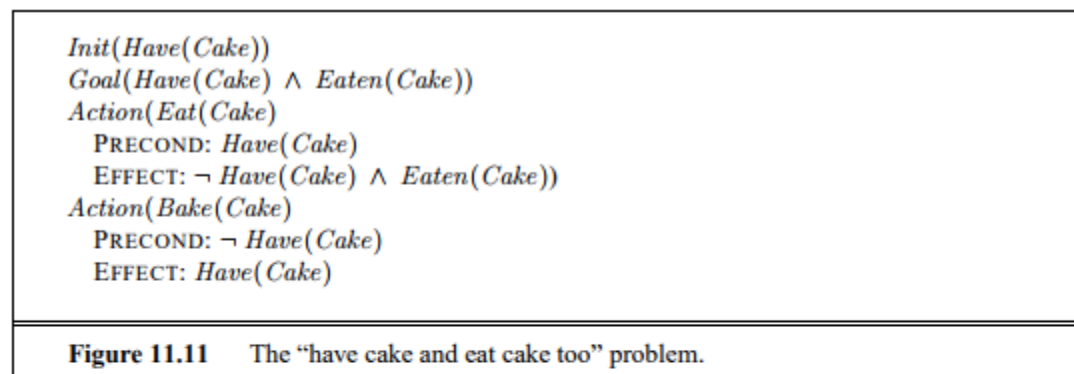 Init(Have(Cake))
Goal(Have(Cake) ∧ Eaten(Cake))
Action(Eat(Cake)
PRECOND: Have(Cake)
EFFECT: ¬ Have(Cake) ∧ Eaten(Cake))
Action(Bake(Cake)
PRECOND: ¬ Have(Cake)
EFFECT: Have(Cake)
Figure 11.11 The “have cake and eat cake too” problem.